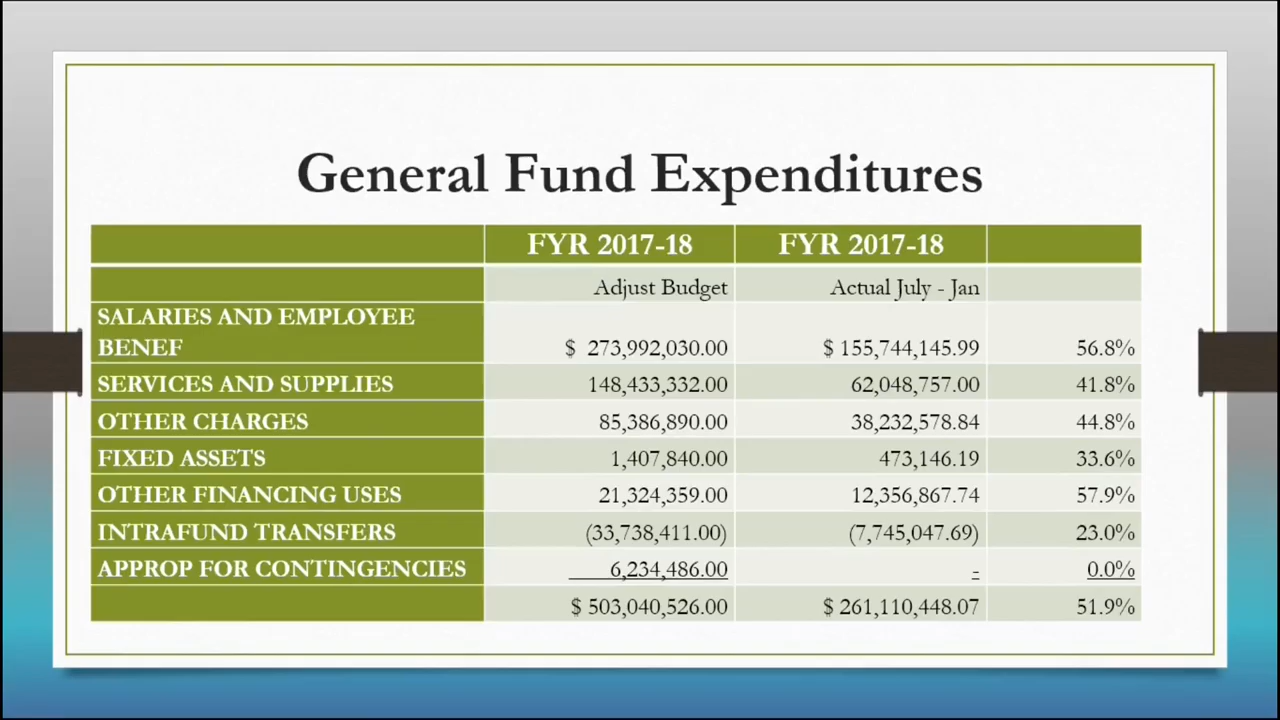 General Fund Expenditures
FYR 2017-18 FYR 2017-18
Adjust Budget Actual July - Jan
SALARIES AND EMPLOYEE
BENEF $ 273,992,030.00 $ 155,744,145.99 56.8%
SERVICES AND SUPPLIES 148,433,332.00 62,048,757.00 41.8%
OTHER CHARGES 85,386,890.00 38,232,578.84 44.8%
FIXED ASSETS 1,407,840.00 473,146.19 33.6%
OTHER FINANCING USES 21,324,359.00 12,356,867.74 57.9%
INTRAFUND TRANSFERS (33,738,411.00) (7,745,047.69) 23.0%
APPROP FOR CONTINGENCIES 6,234,486.00 - 0.0%
$ 503,040,526.00 $ 261,110,448.07 51.9%